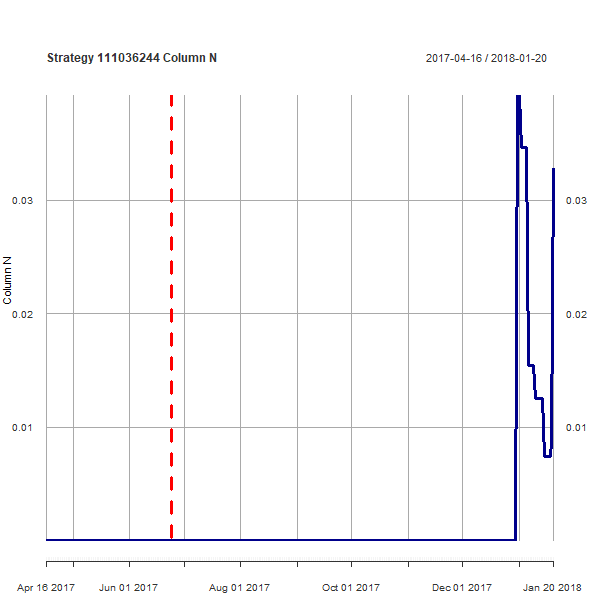 Strategy 111036244 Column N
2017-04-16 / 2018-01-20
Column N
0.03
0.03
0.02
0.02
0.01
0.01
Apr 16 2017
Jun 01 2017
Aug 01 2017
Oct 01 2017
Dec 01 2017
Jan 20 2018